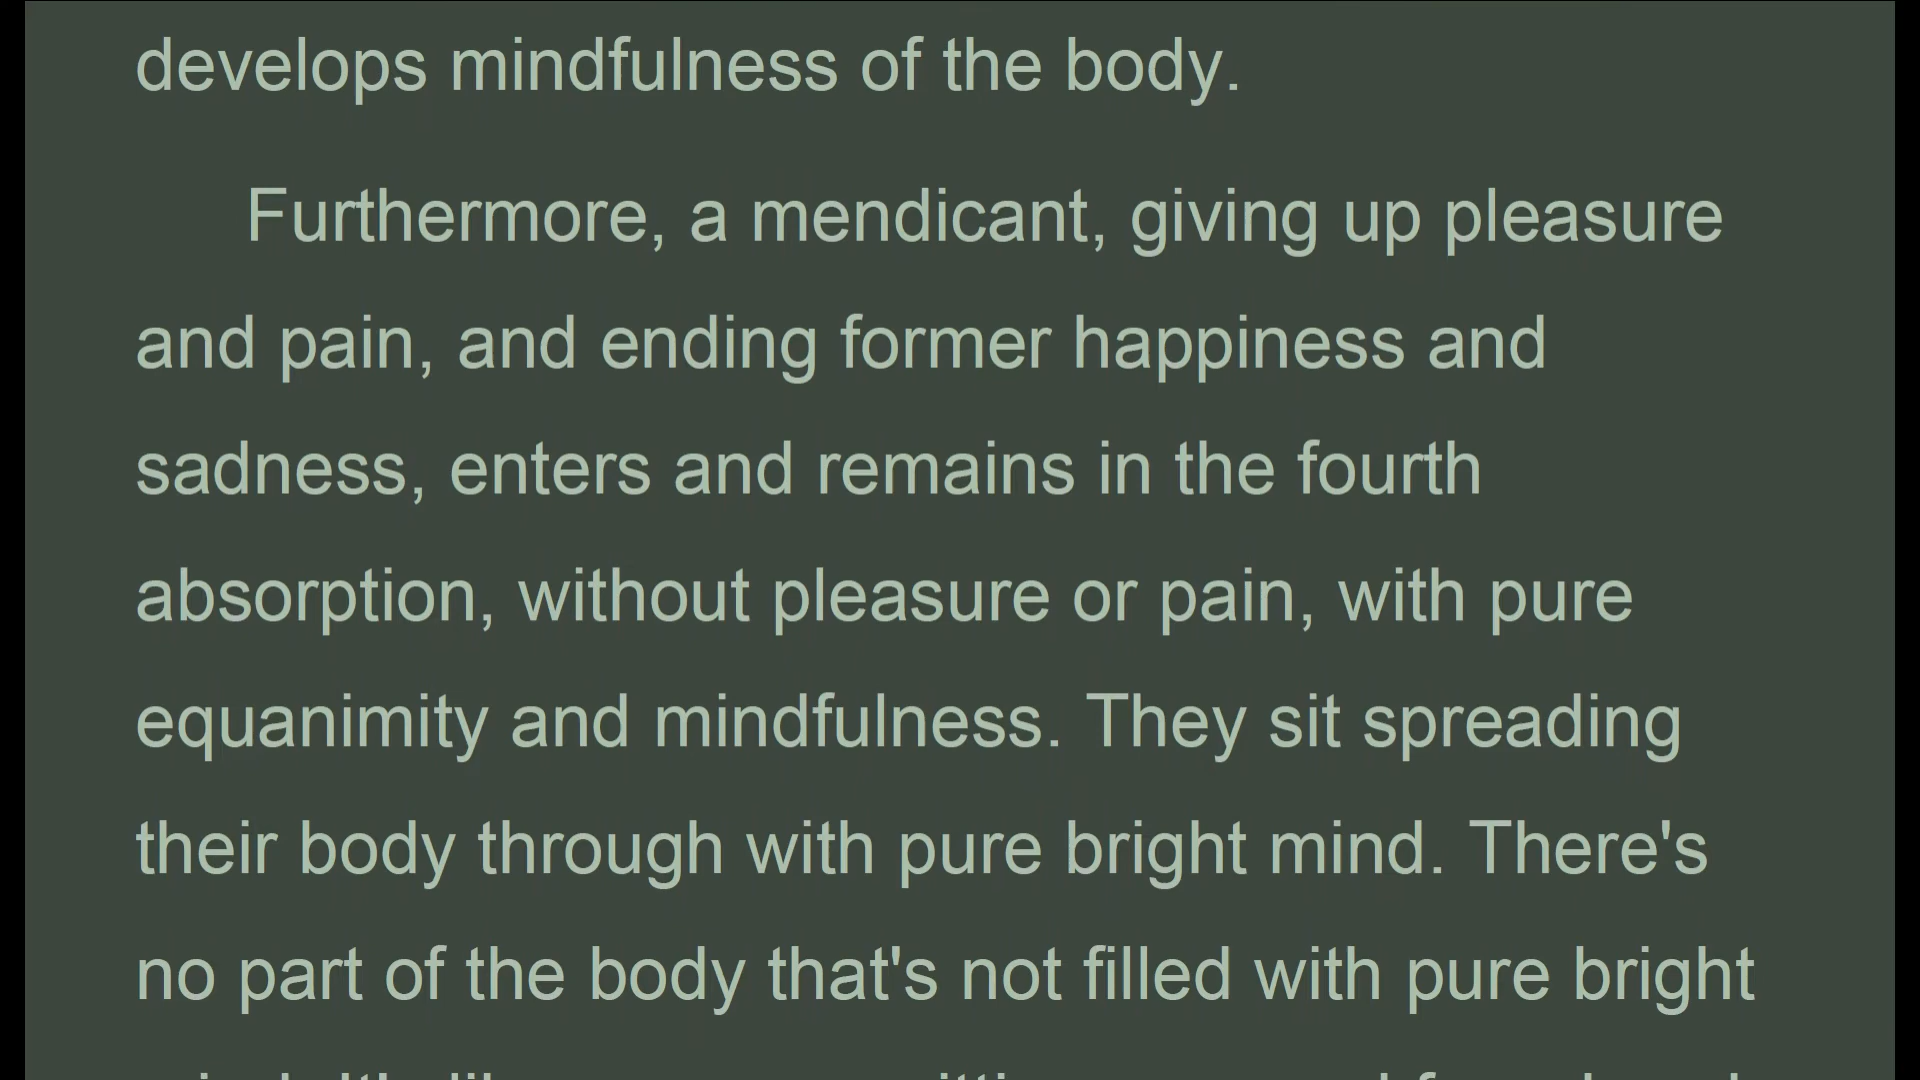 develops mindfulness of the body.
Furthermore, a mendicant, giving up pleasure
and pain, and ending former happiness and
sadness, enters and remains in the fourth
absorption, without pleasure or pain, with pure
equanimity and mindfulness. They sit spreading
their body through with pure bright mind. There's
no part of the body that's not filled with pure bright